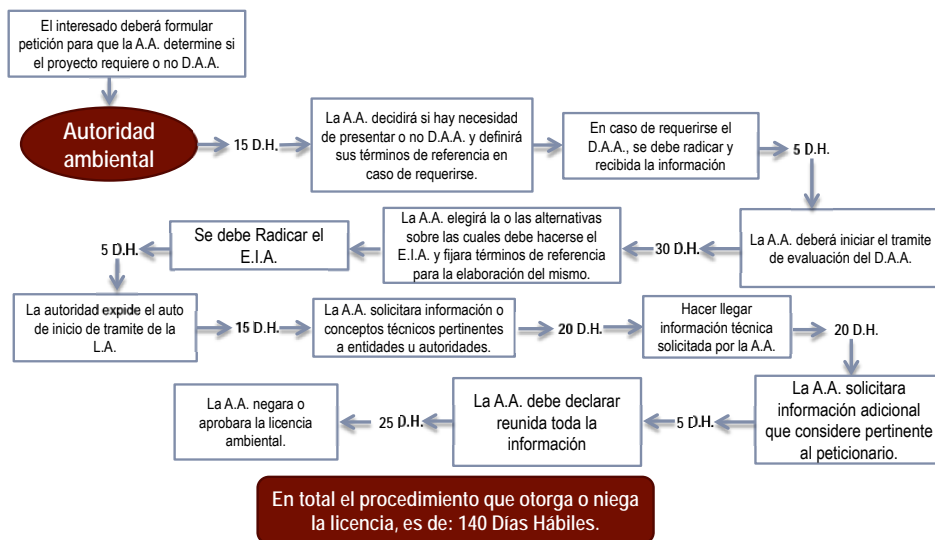 El interesado deberá formular
petición para que la A.A. determine si
el proyecto requiere o no D.A.A.
Autoridad
ambiental
15 D.H.
La A.A. decidirá si hay necesidad
de presentar o no D.A.A. y definirá
sus términos de referencia en
caso de requerirse.
En caso de requerirse el
D.A.A., se debe radicar y
recibida la información
5 D.H.
La A.A. deberá iniciar el tramite
de evaluación del D.A.A.
30 D.H.
La A.A. elegirá la o las alternativas
sobre las cuales debe hacerse el
E.I.A. y fijara términos de referencia
para la elaboración del mismo.
Se debe Radicar el
E.I.A.
5 D.H.
La autoridad expide el auto
de inicio de tramite de la
L.A.
15 D.H.
La A.A. solicitara información o
conceptos técnicos pertinentes
a entidades u autoridades.
20 D.H.
Hacer llegar
información técnica
solicitada por la A.A.
20 D.H.
La A.A. solicitara
información adicional
que considere pertinente
al peticionario.
5 D.H.
La A.A. debe declarar
reunida toda la
información
25 D.H.
La A.A. negara o
aprobara la licencia
ambiental.
En total el procedimiento que otorga o niega
la licencia, es de: 140 Días Hábiles.